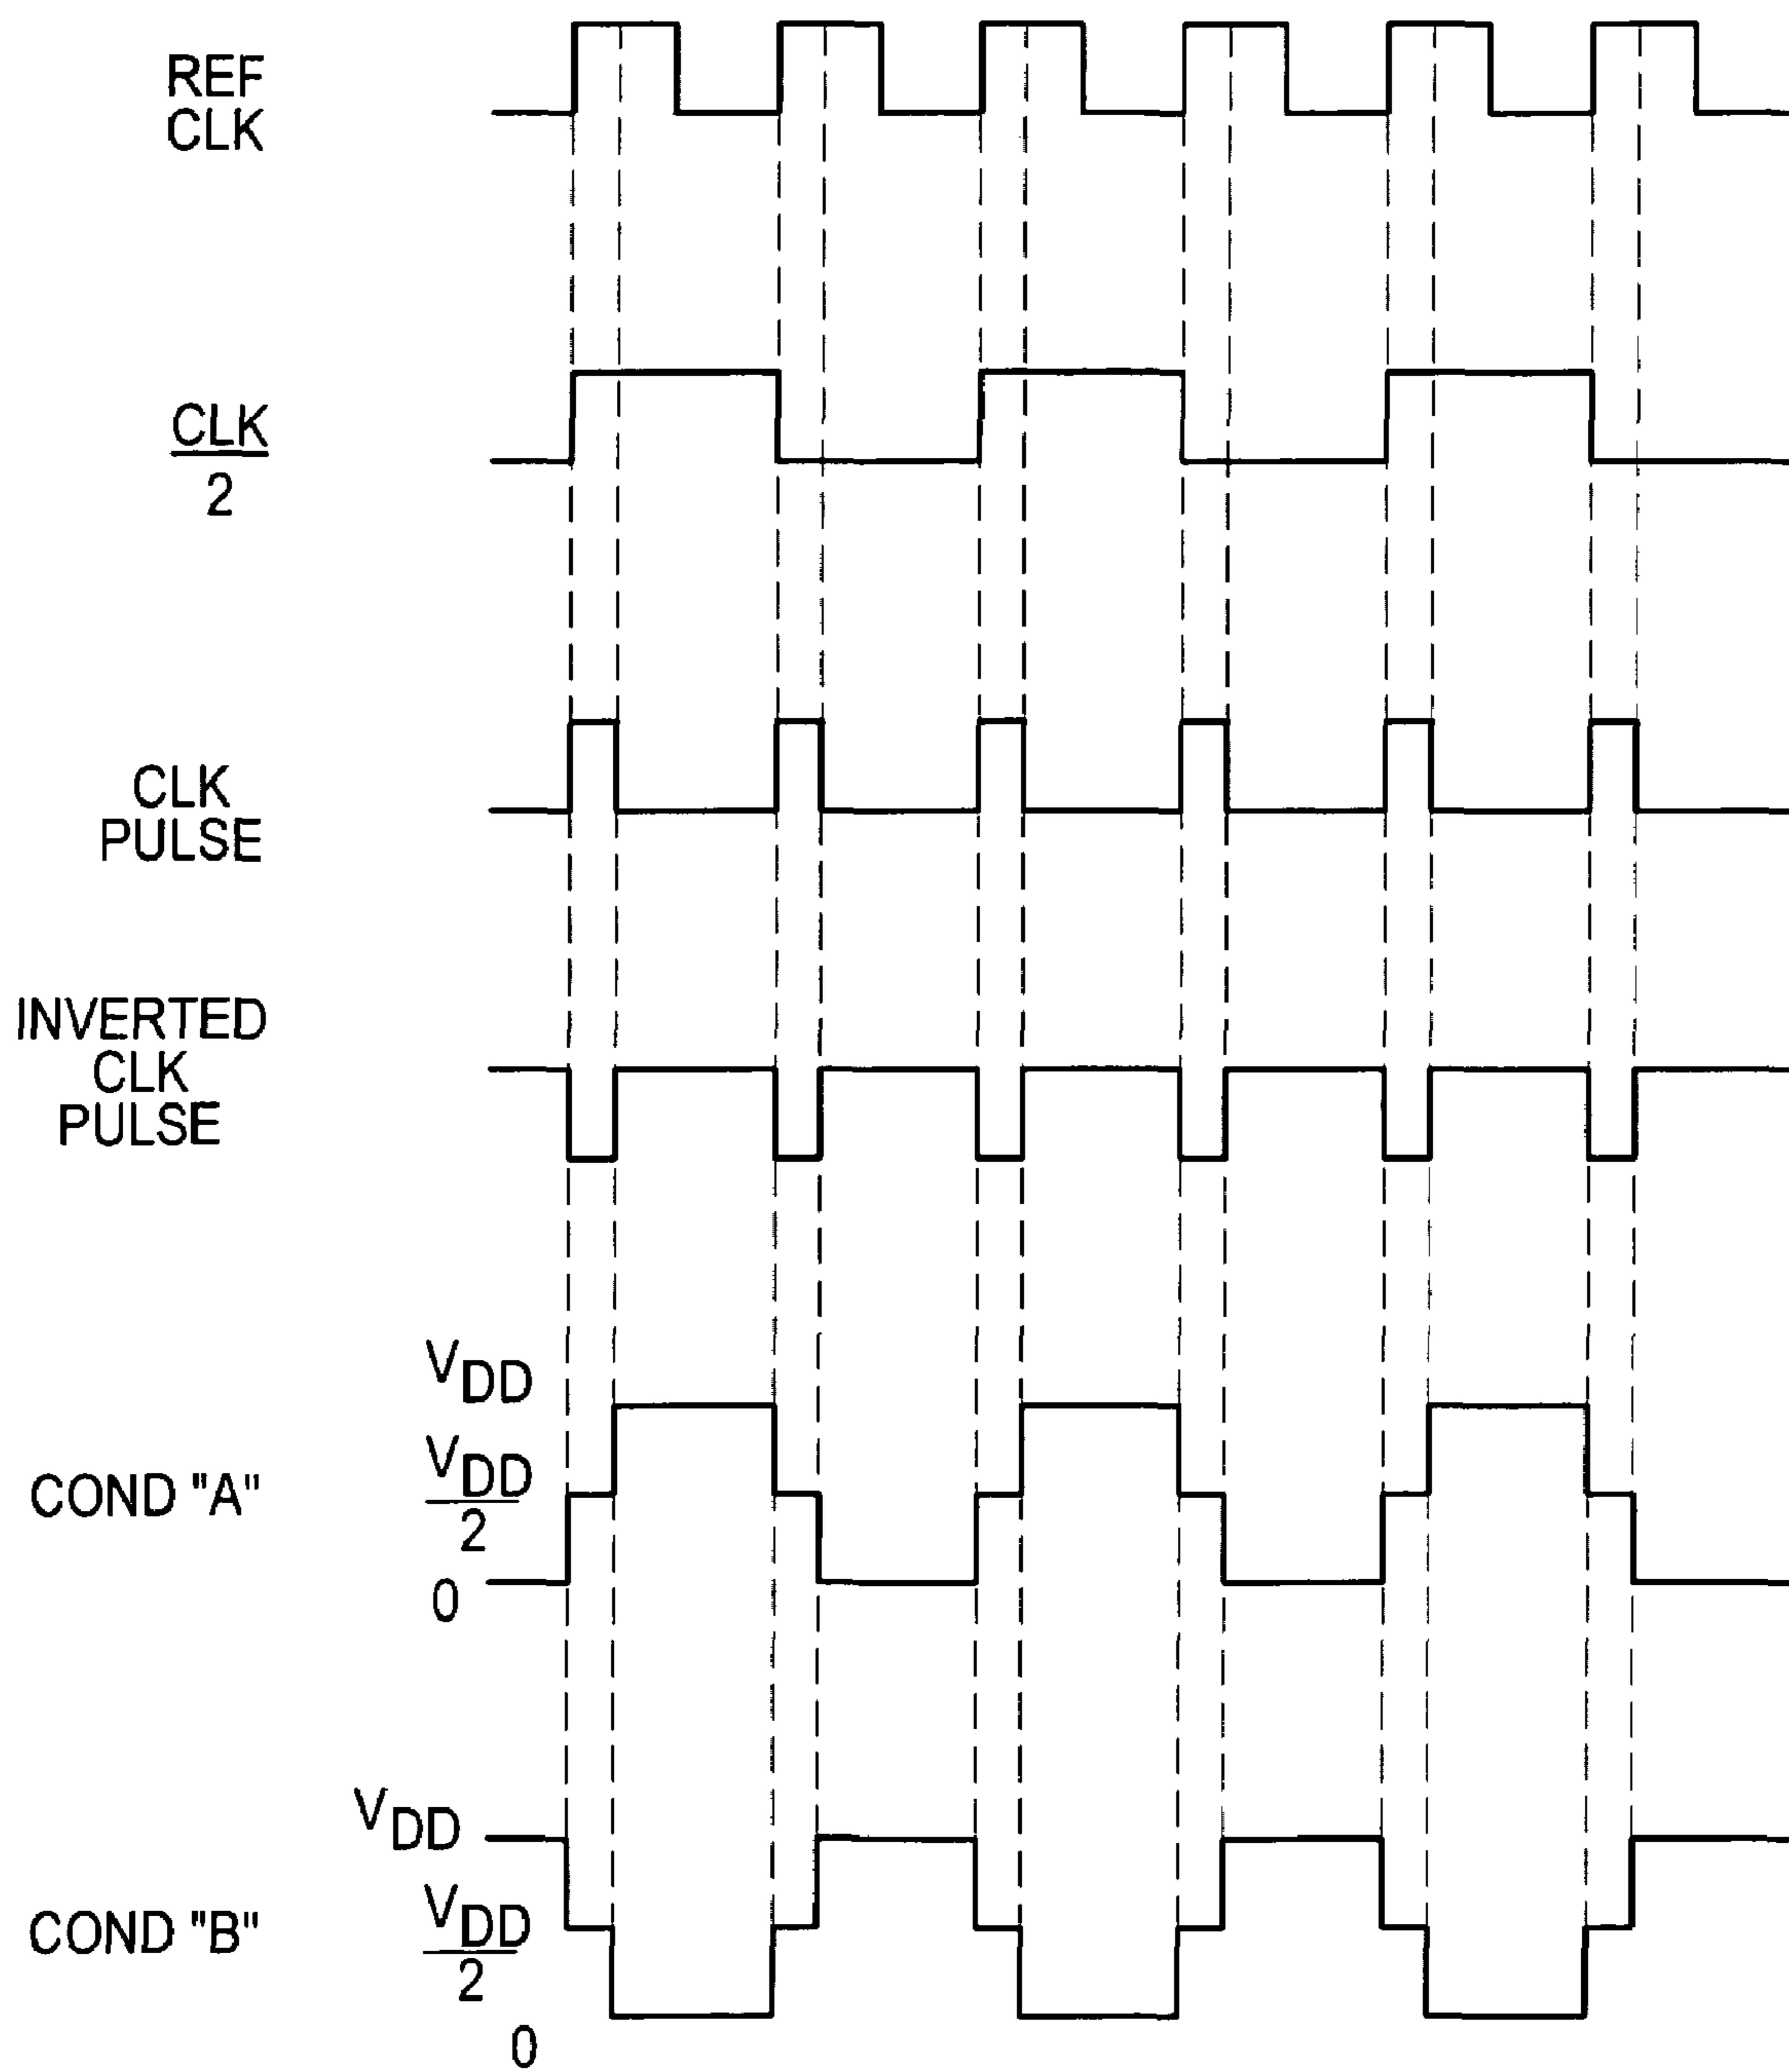 REF
CLK
CLK
2
CLK
PULSE
INVERTED
CLK
PULSE
COND "A"
VDD
VDD
2
0
COND "B"
VDD
VDD
2
0